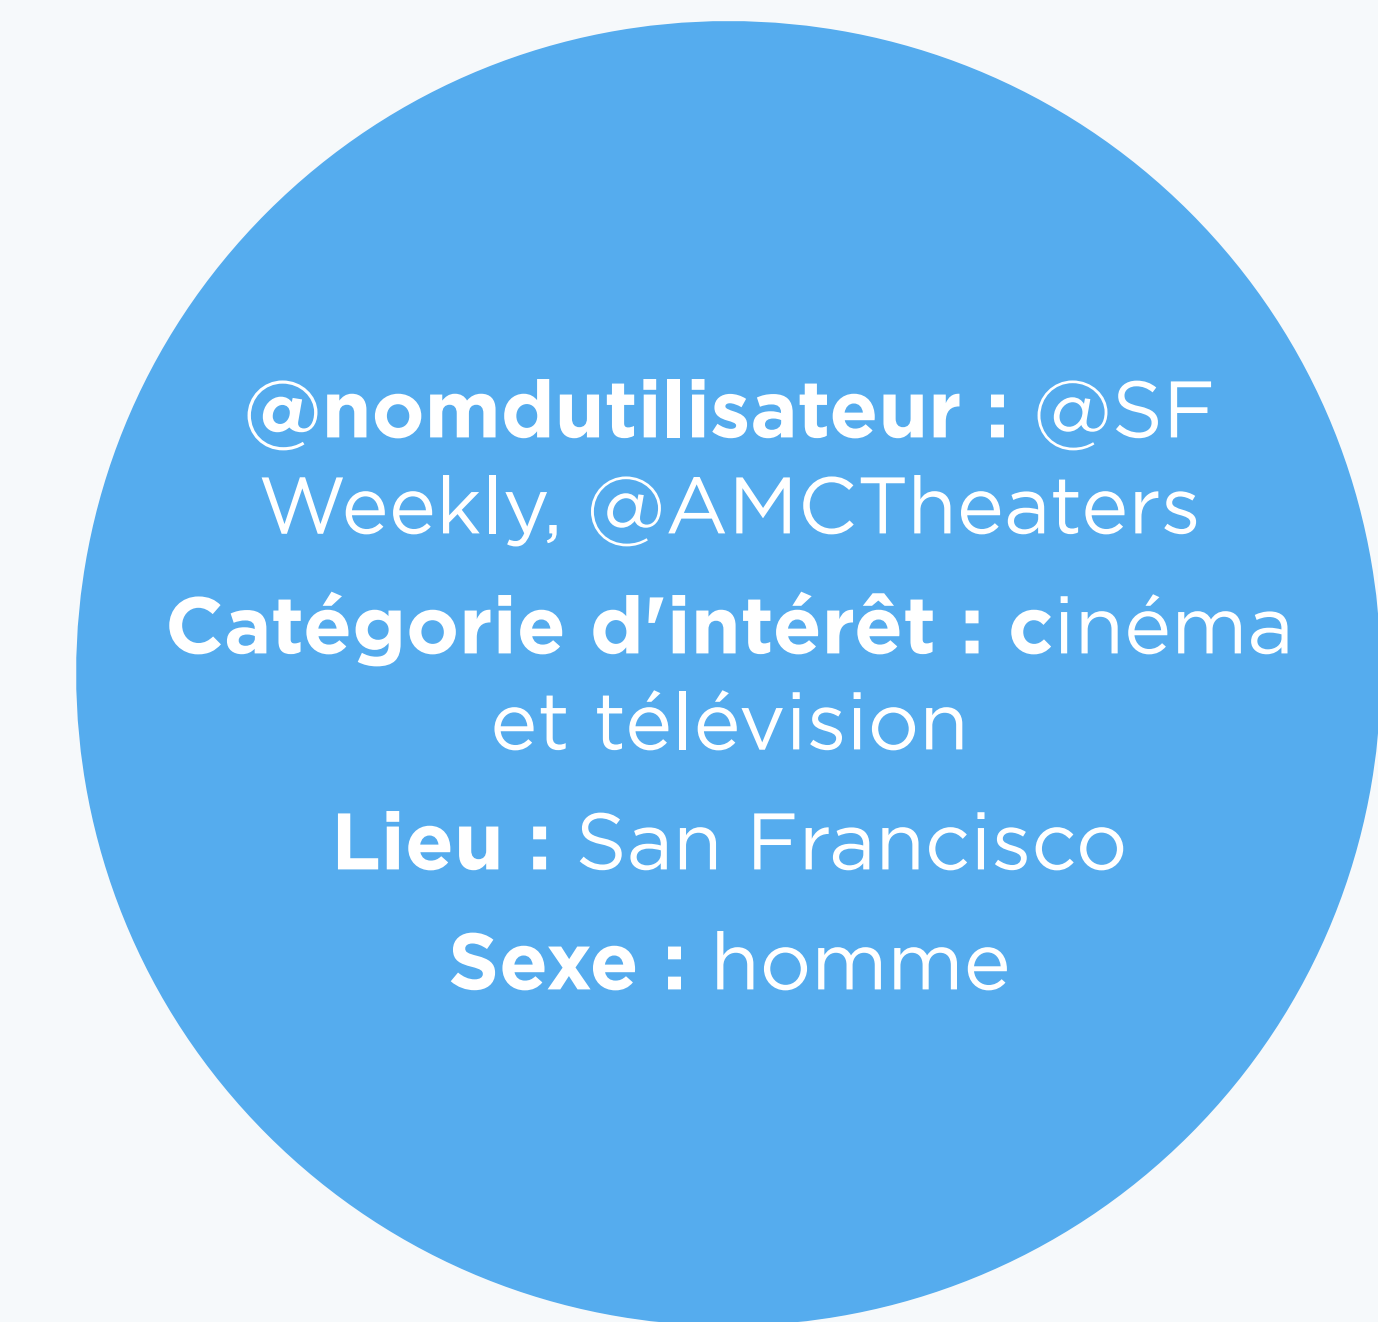 @nomdutilisateur : @SF
Weekly, @AMCTheaters
Catégorie d'intérêt : cinéma
et télévision
Lieu : San Francisco
Sexe : homme